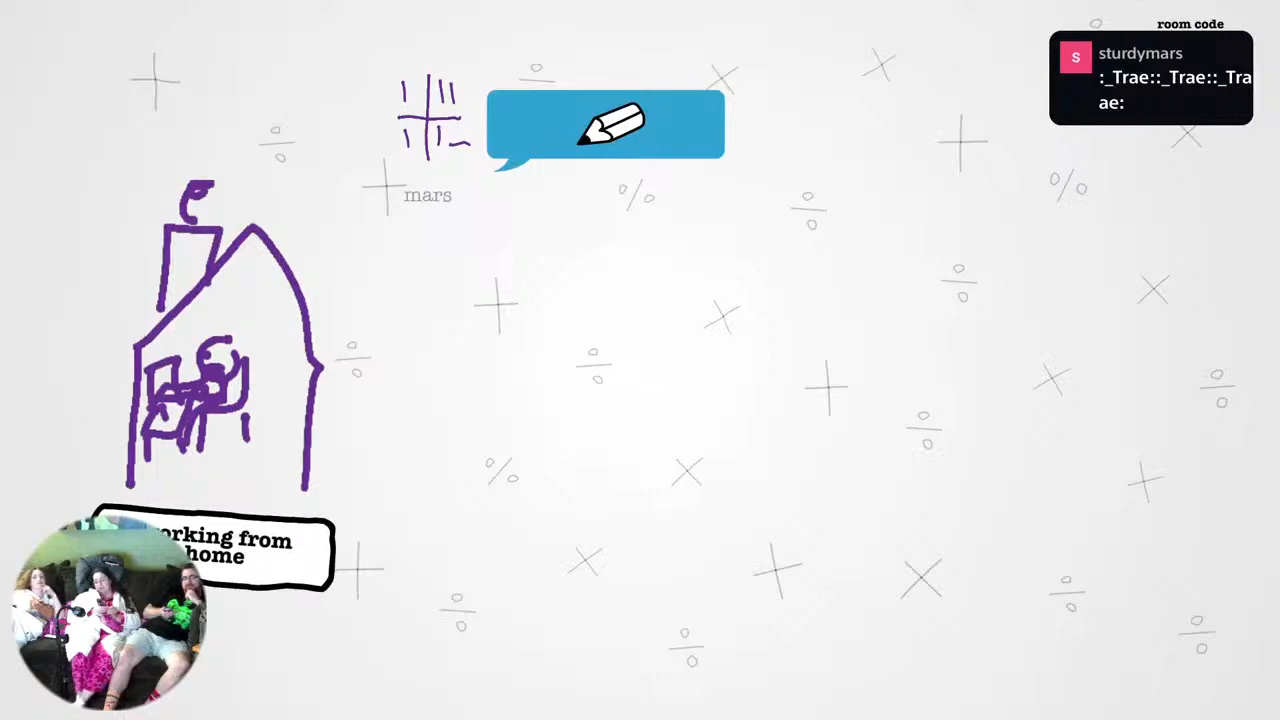 room code
S
sturdymars
:_Trae::_Trae::_Tra
ae:
mars
orking from
home